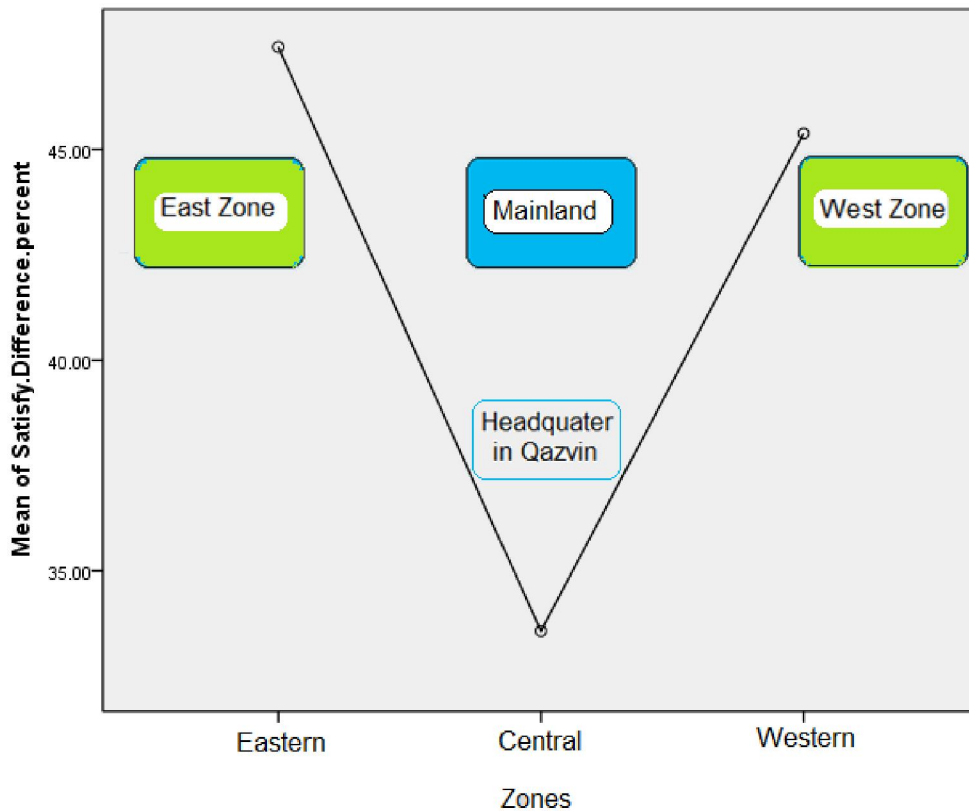 Mean of Satisfy.Difference.percent
45.00
40.00
35.00
East Zone
Mainland
West Zone
Headquater
in Qazvin
Eastern
Central
Western
Zones